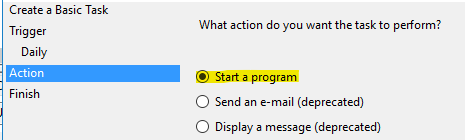 Create a Basic Task
Trigger
Daily
Action
Finish
What action do you want the task to perform?
Start a program
Send an e-mail (deprecated)
Display a message (deprecated)